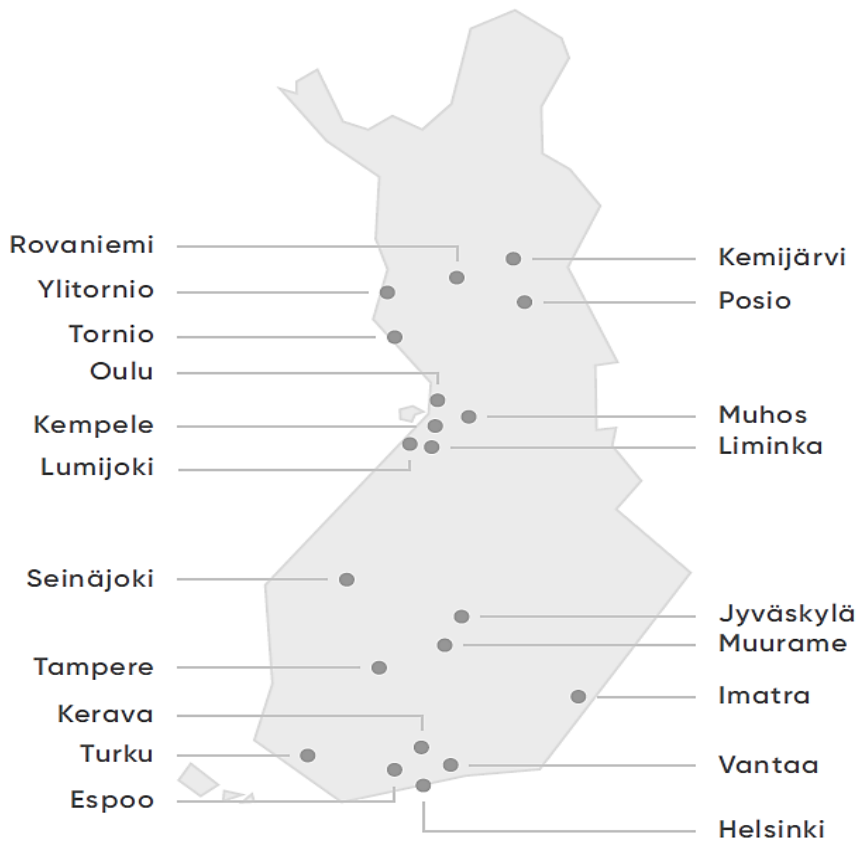 Rovaniemi
Ylitornio
Tornio
Oulu
Kempele
Lumijoki
Seinäjoki
Tampere
Kerava
Turku
Espoo
Kemijärvi
Posio
Muhos
Liminka
Jyväskylä
Muurame
Imatra
Vantaa
Helsinki